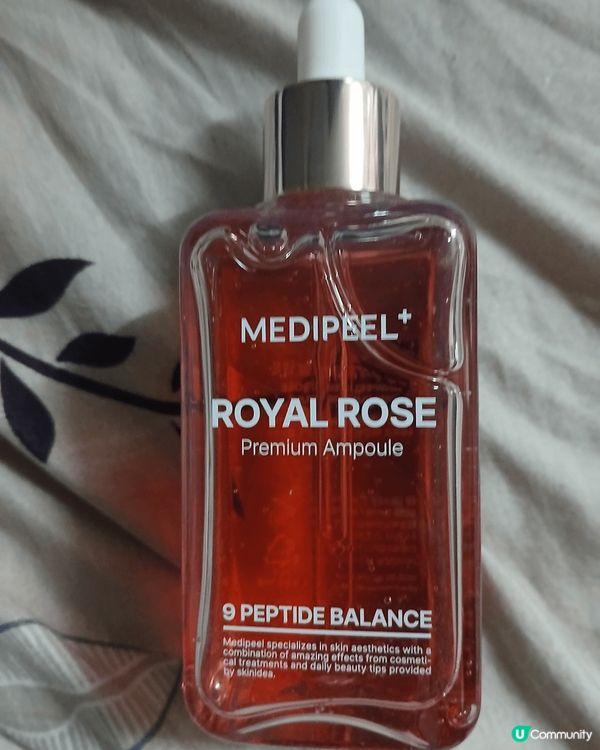 MEDIPEEL+
ROYAL ROSE
Premium Ampoule
9 PEPTIDE BALANCE
Medipeel specializes in skin aesthetics with a
combination of amazing effects from cosmeti-
cal treatments and daily beauty tips provided
by skinidea.
U Community